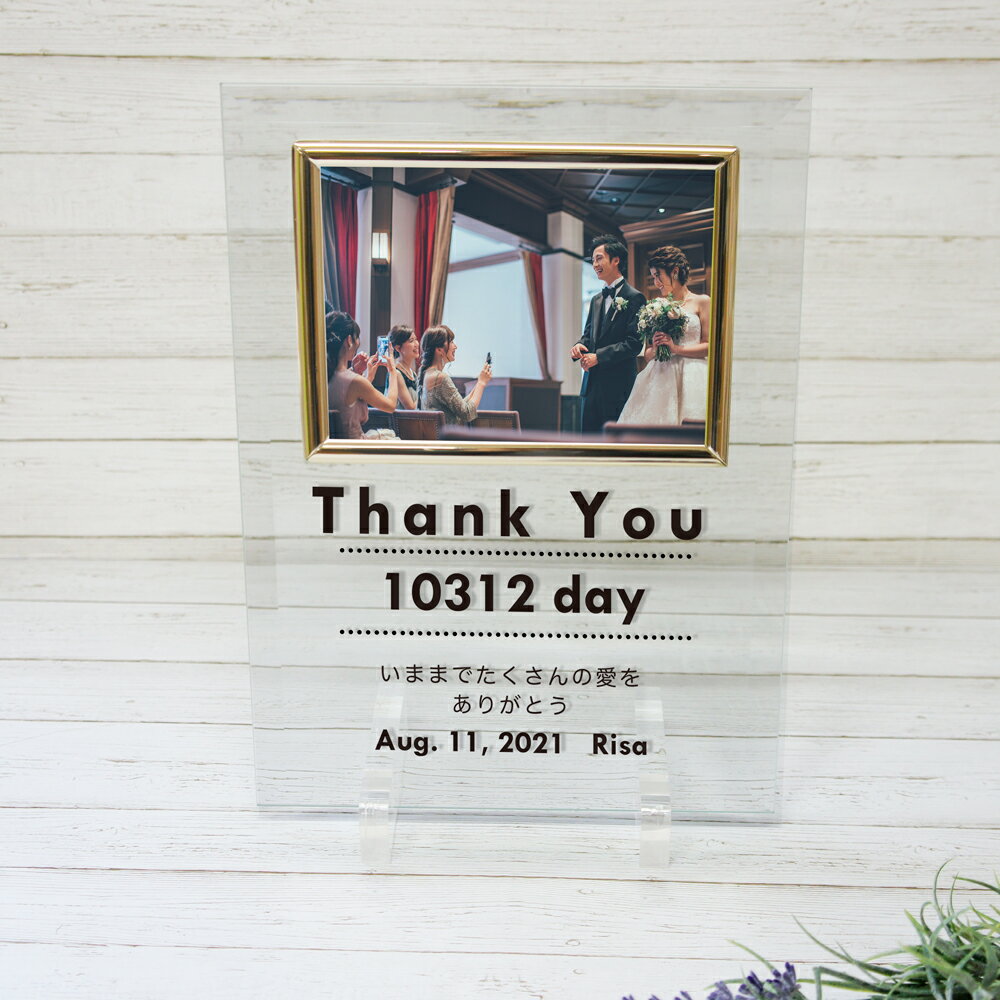 Thank You
10312 day
いままでたくさんの愛を
ありがとう
Aug. 11, 2021 Risa